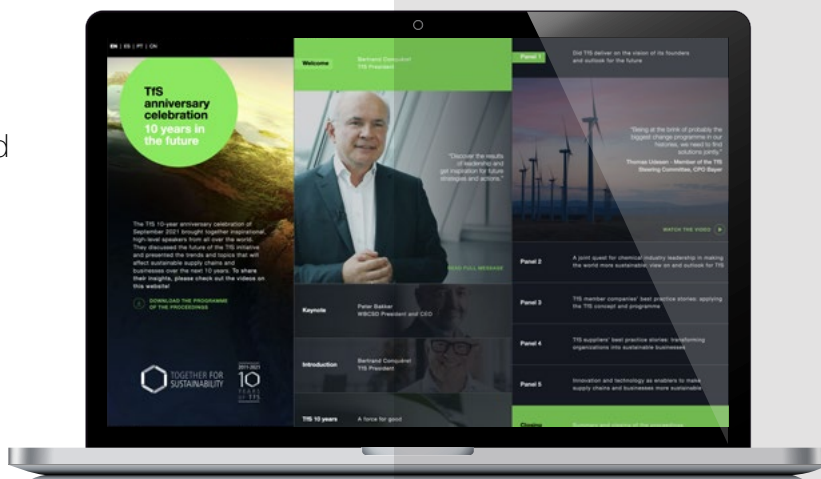 d
EN | ES | PT | CN
TfS
anniversary
celebration
10 years in
the future
The TfS 10-year anniversary celebration of
September 2021 brought together inspirational,
high-level speakers from all over the world.
They discussed the future of the TfS initiative
and presented the trends and topics that will
affect sustainable supply chains and
businesses over the next 10 years. To share
their insights, please check out the videos on
this website!
DOWNLOAD THE PROGRAMME
OF THE PROCEEDINGS
TOGETHER FOR
SUSTAINABILITY
2011-2021
10
YEARS
OF TfS
Welcome
Bertrand Conquéret
TfS President
"Discover the results
of leadership and
get inspiration for future
strategies and actions."
READ FULL MESSAGE
Keynote
Peter Bakker
WBCSD President and CEO
Introduction
Bertrand Conquéret
TfS President
TfS 10 years
A force for good
Panel 1
Did TfS deliver on the vision of its founders
and outlook for the future
"Being at the brink of probably the
biggest change programme in our
histories, we need to find
solutions jointly."
Thomas Udesen - Member of the TfS
Steering Committee, CPO Bayer
WATCH THE VIDEO
Panel 2
A joint quest for chemical industry leadership in making
the world more sustainable: view on and outlook for TfS
Panel 3
TfS member companies' best practice stories: applying
the TfS concept and programme
Panel 4
TfS suppliers' best practice stories: transforming
organizations into sustainable businesses
Panel 5
Innovation and technology as enablers to make
supply chains and businesses more sustainable
Closing